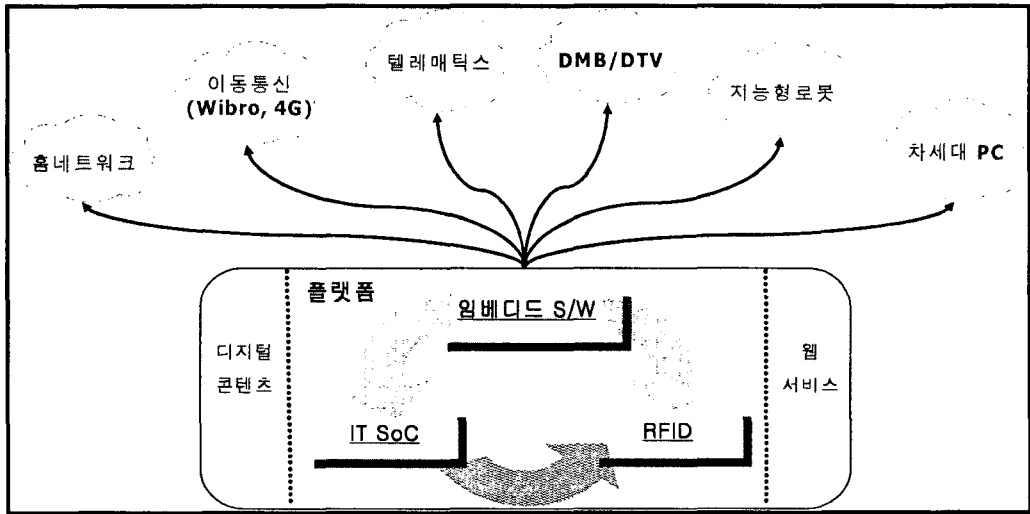 텔레매틱스
DMB/DTV
이동통신
(Wibro, 4G)
지능형로봇
홈네트워크
차세대 PC
플랫폼
임베디드 S/W
디지털
콘텐츠
웹
서비스
IT SoC
RFID